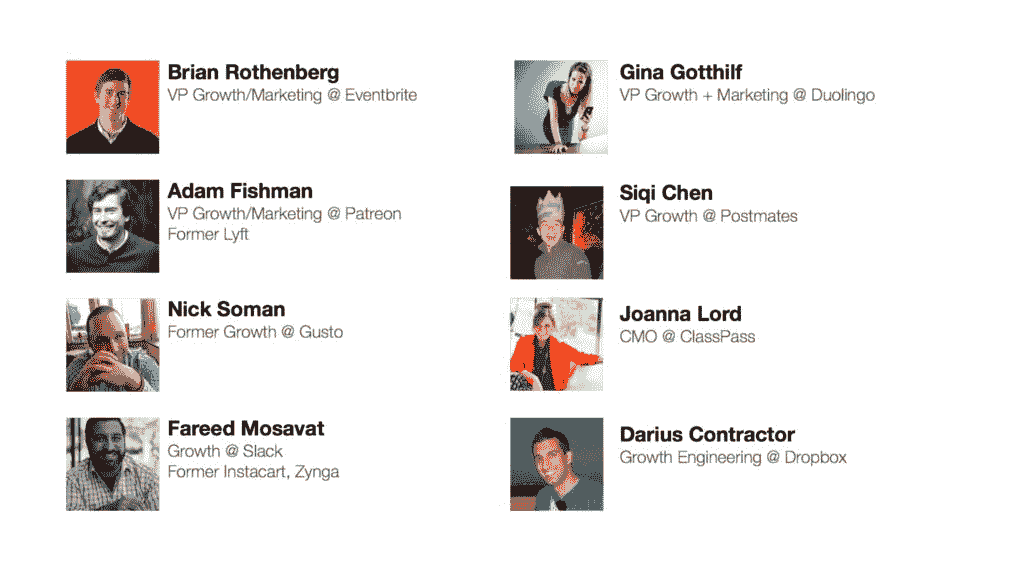 Brian Rothenberg
VP Growth/Marketing @ Eventbrite
Gina Gotthilf
VP Growth + Marketing @ Duolingo
Adam Fishman
VP Growth/Marketing @ Patreon
Former Lyft
Siqi Chen
VP Growth @ Postmates
Nick Soman
Former Growth @ Gusto
Joanna Lord
CMO @ ClassPass
Fareed Mosavat
Growth @ Slack
Former Instacart, Zynga
Darius Contractor
Growth Engineering @ Dropbox